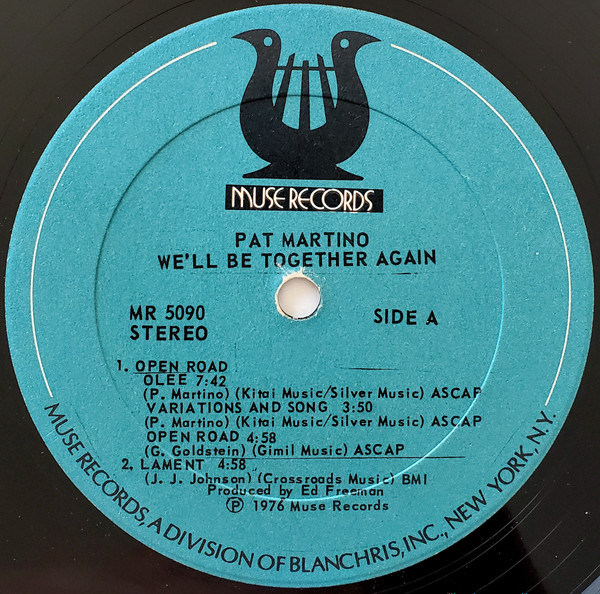 MUSE RECORDS
PAT MARTINO
WE'LL BE TOGETHER AGAIN
MR 5090
STEREO
SIDE A
1. OPEN ROAD
OLEE 7:42
(P. Martino) (Kitai Music/Silver Music) ASCAP
VARIATIONS AND SONG 3:50
(P. Martino) (Kitai Music/Silver Music) ASCAP
OPEN ROAD 4:58
(G. Goldstein) (Gimil Music) ASCAP
2. LAMENT 4:58
(J. J. Johnson) (Crossroads Music) BMI
Produced by Ed Freeman
℗ 1976 Muse Records
MUSE RECORDS, A DIVISION OF BLANCHRIS, INC., NEW YORK, N.Y.